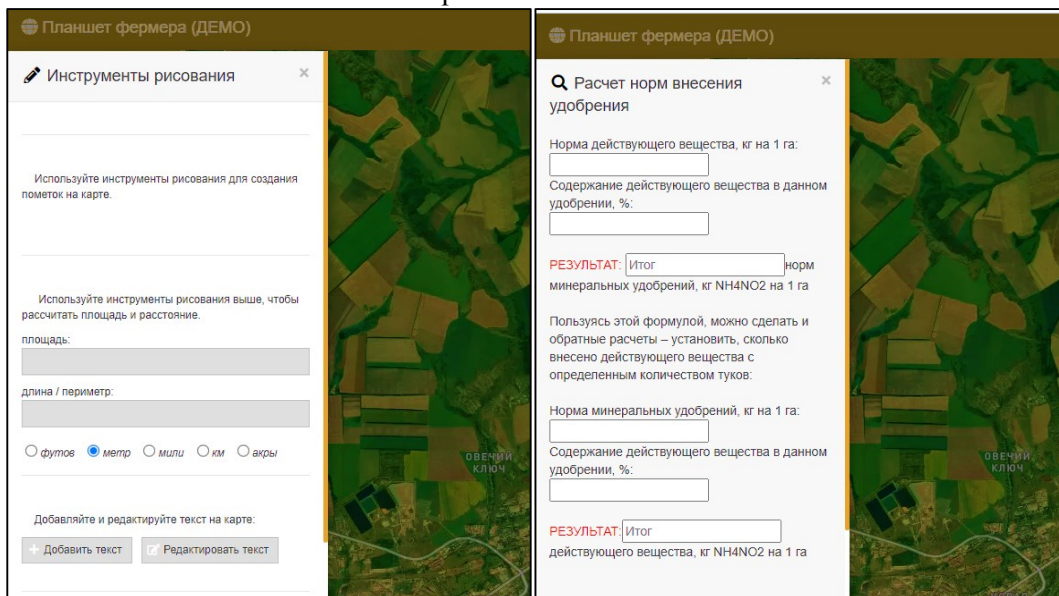 Планшет фермера (ДЕМО)
Инструменты рисования
×
Используйте инструменты рисования для создания
пометок на карте.
Используйте инструменты рисования выше, чтобы
рассчитать площадь и расстояние.
площадь:
длина / периметр:
футов метр мили км акры
Добавляйте и редактируйте текст на карте:
+ Добавить текст Редактировать текст
ОВЕЧИЙ
КЛЮЧ
Планшет фермера (ДЕМО)
Расчет норм внесения
удобрения
×
Норма действующего вещества, кг на 1 га:
Содержание действующего вещества в данном
удобрении, %:
РЕЗУЛЬТАТ: Итог норм
минеральных удобрений, кг NH4NO2 на 1 га
Пользуясь этой формулой, можно сделать и
обратные расчеты – установить, сколько
внесено действующего вещества с
определенным количеством туков:
Норма минеральных удобрений, кг на 1 га:
Содержание действующего вещества в данном
удобрении, %:
РЕЗУЛЬТАТ: Итог
действующего вещества, кг NH4NO2 на 1 га
ОВЕЧИЙ
КЛЮЧ